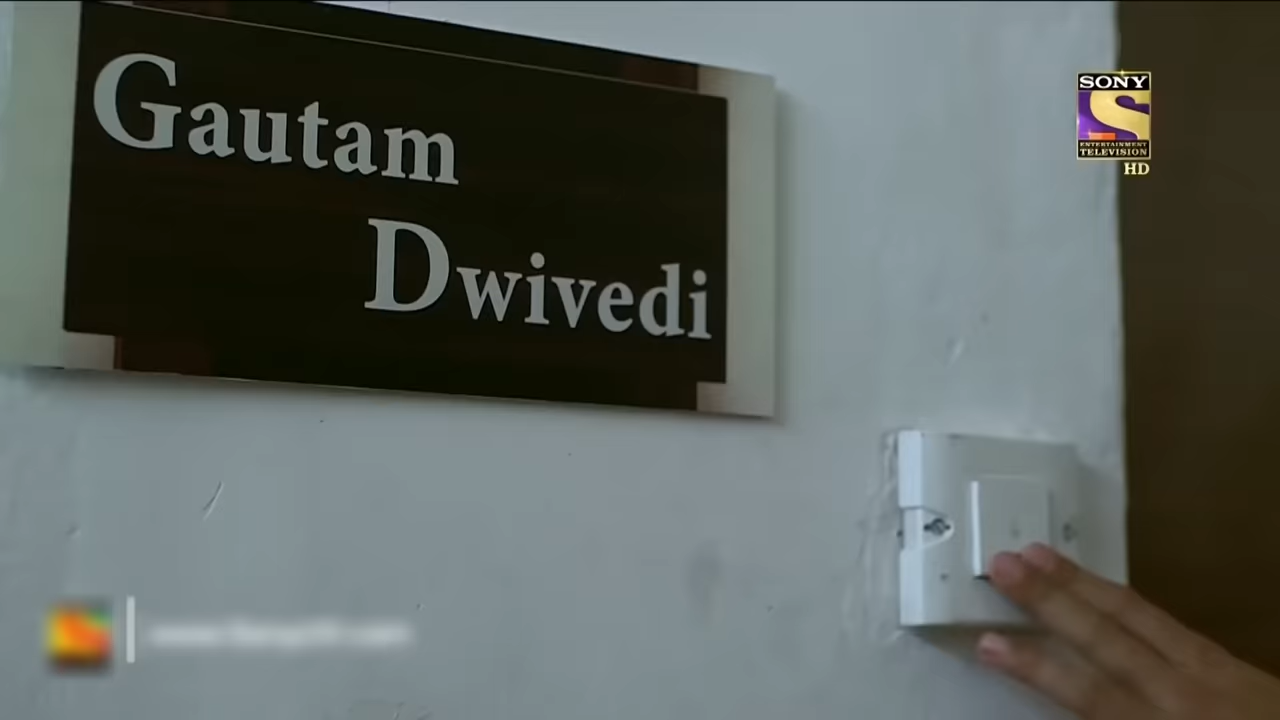 Gautam
Dwivedi
SONY
ENTERTAINMENT
TELEVISION
HD